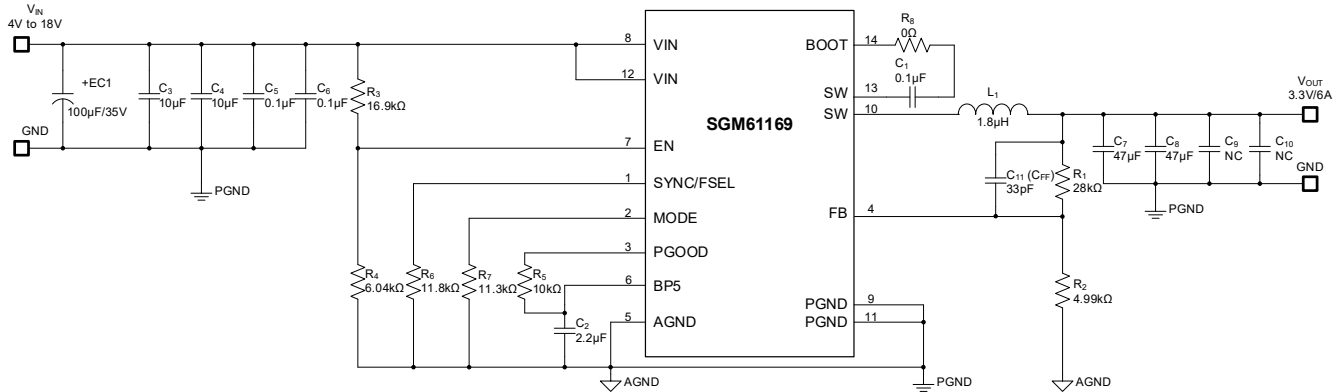 V_IN
4V to 18V
GND
+EC1
100μF/35V
C3
10μF
C4
10μF
C5
0.1μF
C6
0.1μF
R3
16.9kΩ
PGND
R4
6.04kΩ
R6
11.8kΩ
R7
11.3kΩ
R5
10kΩ
C2
2.2μF
AGND
8 VIN
12 VIN
7 EN
1 SYNC/FSEL
2 MODE
3 PGOOD
6 BP5
5 AGND
SGM61169
BOOT 14
SW 13
SW 10
FB 4
PGND 9
PGND 11
R8
0Ω
C1
0.1μF
L1
1.8μH
C11 (CFF)
33pF
R1
28kΩ
R2
4.99kΩ
C7
47μF
C8
47μF
C9
NC
C10
NC
VOUT
3.3V/6A
GND
PGND
PGND
AGND